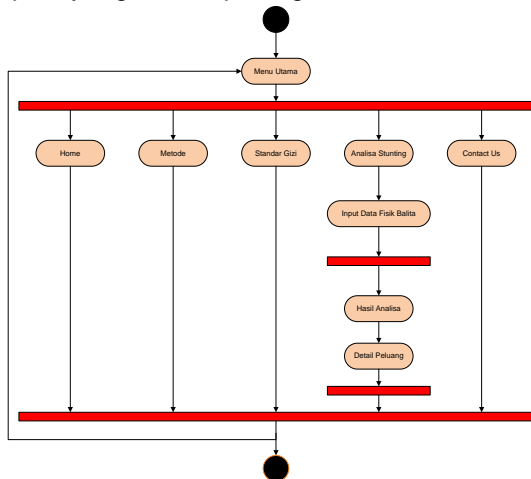 Menu Utama
Home
Metode
Standar Gizi
Analisa Stunting
Contact Us
Input Data Fisik Balita
Hasil Analisa
Detail Peluang